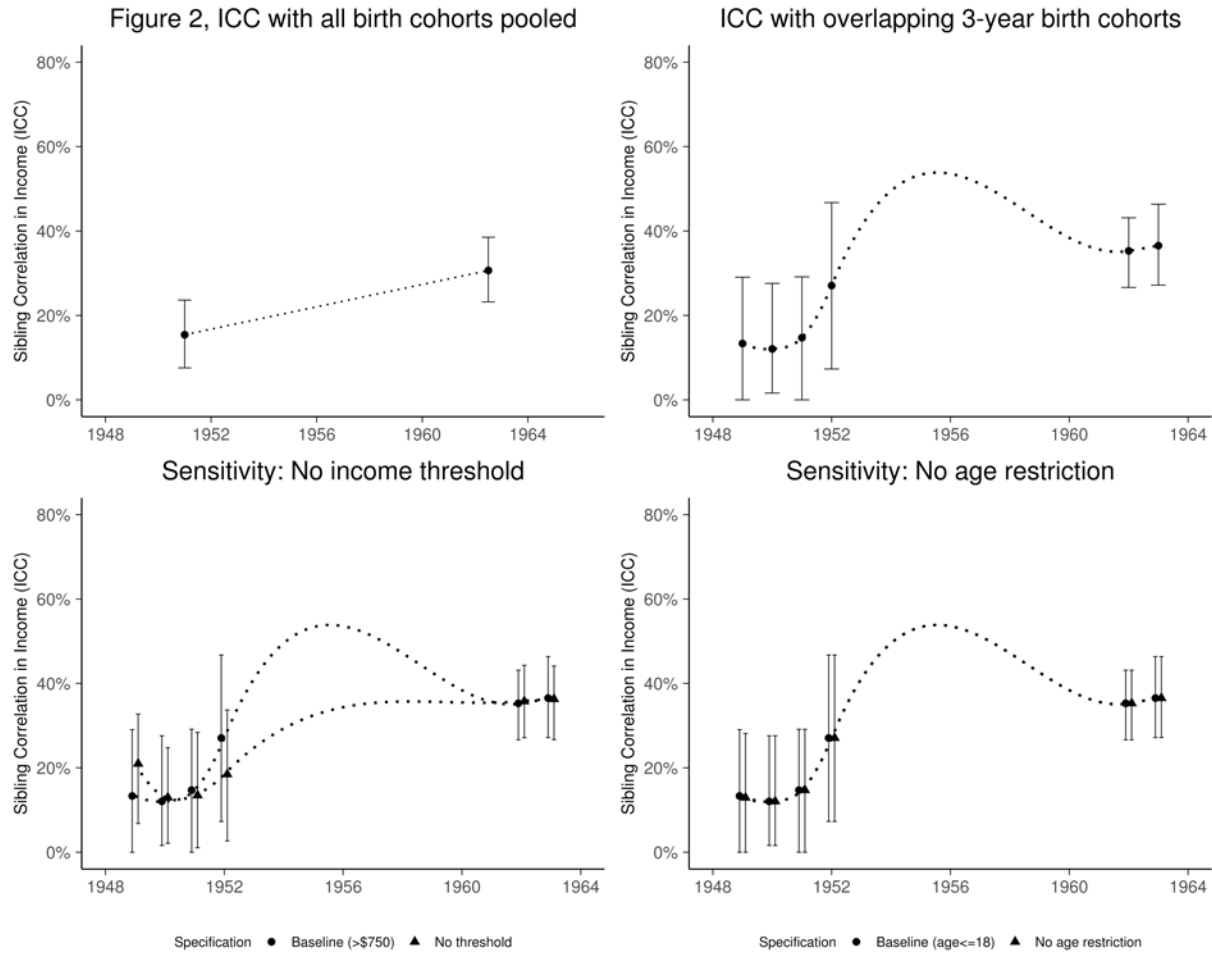 Figure 2, ICC with all birth cohorts pooled
80%
60%
40%
20%
0%
Sibling Correlation in Income (ICC)
1948 1952 1956 1960 1964
ICC with overlapping 3-year birth cohorts
80%
60%
40%
20%
0%
Sibling Correlation in Income (ICC)
1948 1952 1956 1960 1964
Sensitivity: No income threshold
80%
60%
40%
20%
0%
Sibling Correlation in Income (ICC)
1948 1952 1956 1960 1964
Specification Baseline (>$750) No threshold
Sensitivity: No age restriction
80%
60%
40%
20%
0%
Sibling Correlation in Income (ICC)
1948 1952 1956 1960 1964
Specification Baseline (age<=18) No age restriction